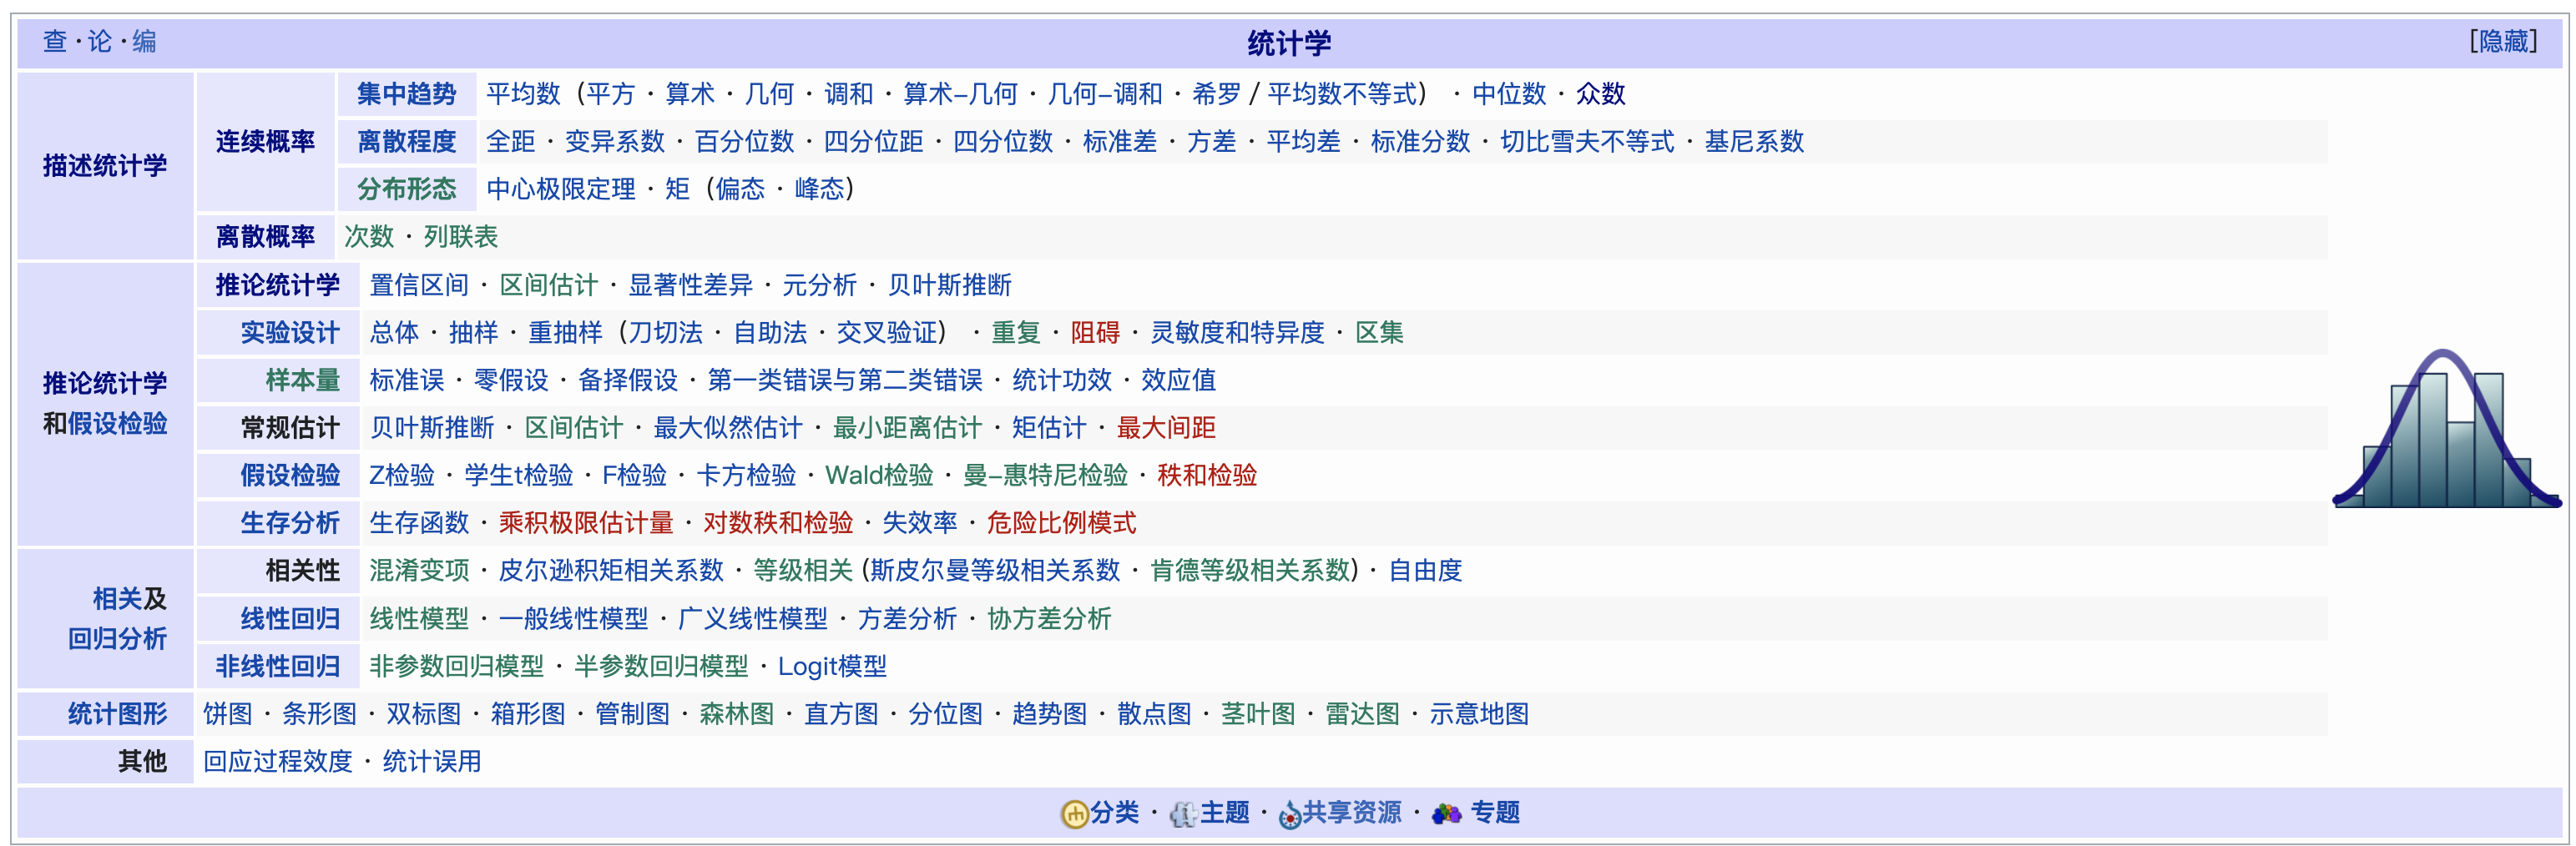 查 · 论 · 编 统计学 [隐藏]
描述统计学
连续概率
集中趋势 平均数（平方 · 算术 · 几何 · 调和 · 算术-几何 · 几何-调和 · 希罗 / 平均数不等式） · 中位数 · 众数
离散程度 全距 · 变异系数 · 百分位数 · 四分位距 · 四分位数 · 标准差 · 方差 · 平均差 · 标准分数 · 切比雪夫不等式 · 基尼系数
分布形态 中心极限定理 · 矩（偏态 · 峰态）
离散概率 次数 · 列联表
推论统计学
和假设检验
推论统计学 置信区间 · 区间估计 · 显著性差异 · 元分析 · 贝叶斯推断
实验设计 总体 · 抽样 · 重抽样（刀切法 · 自助法 · 交叉验证） · 重复 · 阻碍 · 灵敏度和特异度 · 区集
样本量 标准误 · 零假设 · 备择假设 · 第一类错误与第二类错误 · 统计功效 · 效应值
常规估计 贝叶斯推断 · 区间估计 · 最大似然估计 · 最小距离估计 · 矩估计 · 最大间距
假设检验 Z检验 · 学生t检验 · F检验 · 卡方检验 · Wald检验 · 曼-惠特尼检验 · 秩和检验
生存分析 生存函数 · 乘积极限估计量 · 对数秩和检验 · 失效率 · 危险比例模式
相关及
回归分析
相关性 混淆变项 · 皮尔逊积矩相关系数 · 等级相关 (斯皮尔曼等级相关系数 · 肯德等级相关系数) · 自由度
线性回归 线性模型 · 一般线性模型 · 广义线性模型 · 方差分析 · 协方差分析
非线性回归 非参数回归模型 · 半参数回归模型 · Logit模型
统计图形 饼图 · 条形图 · 双标图 · 箱形图 · 管制图 · 森林图 · 直方图 · 分位图 · 趋势图 · 散点图 · 茎叶图 · 雷达图 · 示意地图
其他 回应过程效度 · 统计误用
分类 · 主题 · 共享资源 · 专题